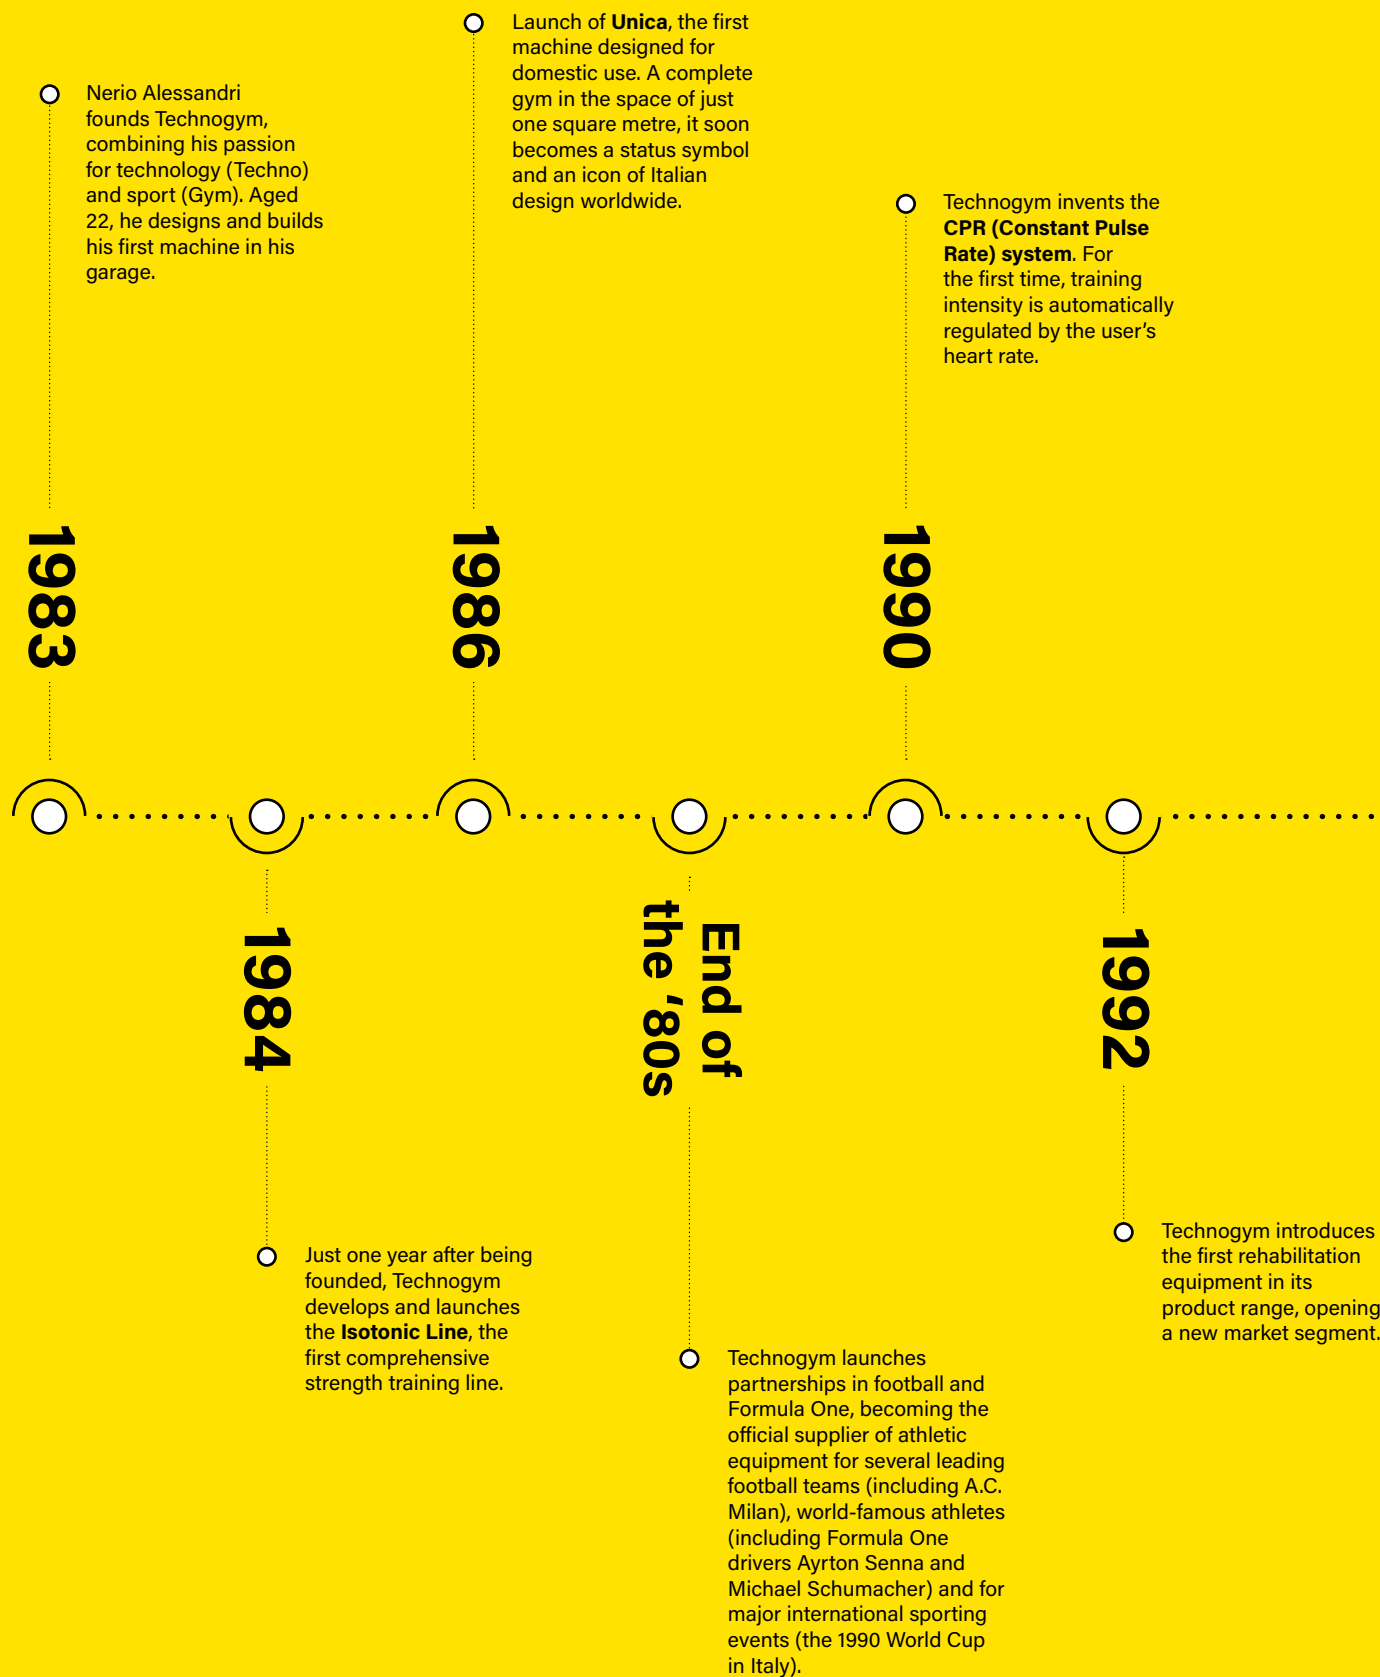 1983
Nerio Alessandri
founds Technogym,
combining his passion
for technology (Techno)
and sport (Gym). Aged
22, he designs and builds
his first machine in his
garage.
1984
Just one year after being
founded, Technogym
develops and launches
the Isotonic Line, the
first comprehensive
strength training line.
1986
Launch of Unica, the first
machine designed for
domestic use. A complete
gym in the space of just
one square metre, it soon
becomes a status symbol
and an icon of Italian
design worldwide.
End of
the '80s
Technogym launches
partnerships in football and
Formula One, becoming the
official supplier of athletic
equipment for several leading
football teams (including A.C.
Milan), world-famous athletes
(including Formula One
drivers Ayrton Senna and
Michael Schumacher) and for
major international sporting
events (the 1990 World Cup
in Italy).
1990
Technogym invents the
CPR (Constant Pulse
Rate) system. For
the first time, training
intensity is automatically
regulated by the user’s
heart rate.
1992
Technogym introduces
the first rehabilitation
equipment in its
product range, opening
a new market segment.